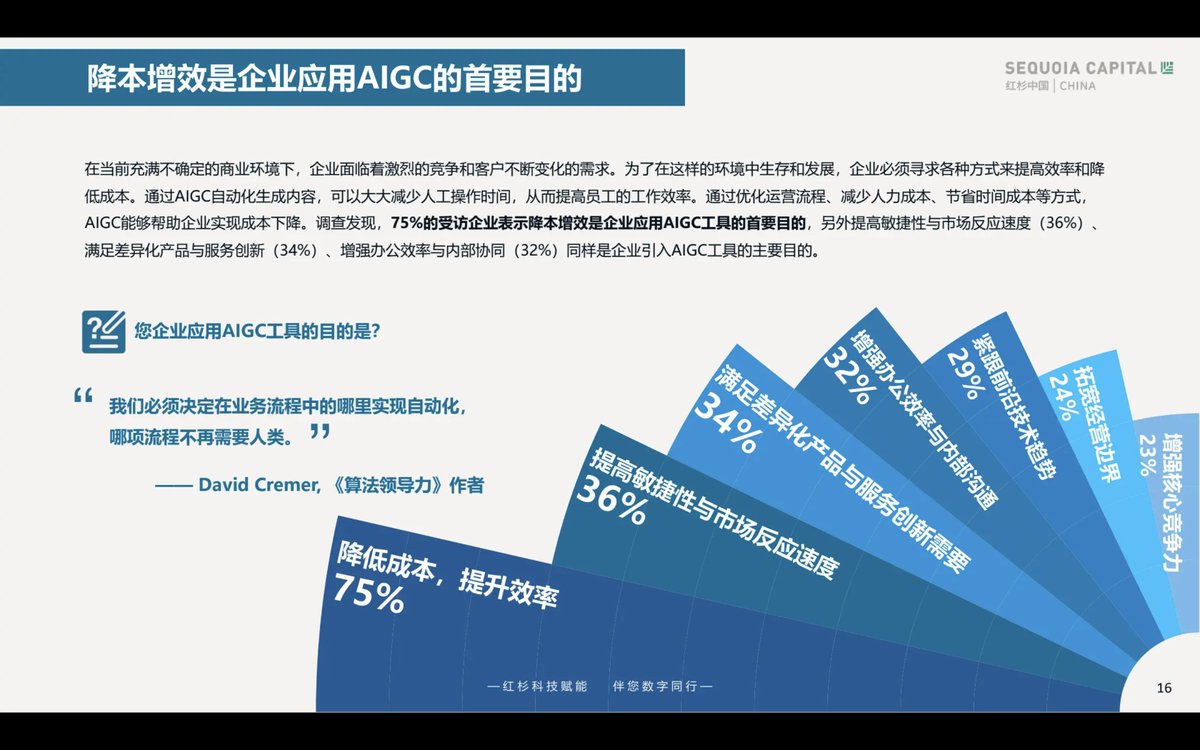 降本增效是企业应用AIGC的首要目的
SEQUOIA CAPITAL
红杉中国 | CHINA
在当前充满不确定的商业环境下，企业面临着激烈的竞争和客户不断变化的需求。为了在这样的环境中生存和发展，企业必须寻求各种方式来提高效率和降
低成本。通过AIGC自动化生成内容，可以大大减少人工操作时间，从而提高员工的工作效率。通过优化运营流程、减少人力成本、节省时间成本等方式，
AIGC能够帮助企业实现成本下降。调查发现，75%的受访企业表示降本增效是企业应用AIGC工具的首要目的，另外提高敏捷性与市场反应速度（36%）、
满足差异化产品与服务创新（34%）、增强办公效率与内部协同（32%）同样是企业引入AIGC工具的主要目的。
您企业应用AIGC工具的目的是?
“ 我们必须决定在业务流程中的哪里实现自动化，
哪项流程不再需要人类。 ”
—— David Cremer, 《算法领导力》作者
降低成本，提升效率
75%
提高敏捷性与市场反应速度
36%
满足差异化产品与服务创新需要
34%
增强办公效率与内部沟通
32%
紧跟前沿技术趋势
29%
拓宽经营边界
24%
增强核心竞争力
23%
—红杉科技赋能 伴您数字同行—
16